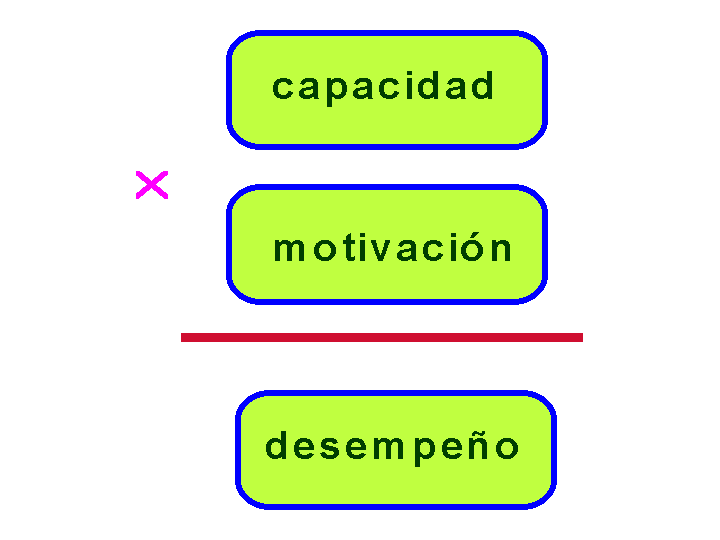 capacidad
X
motivación
desempeño